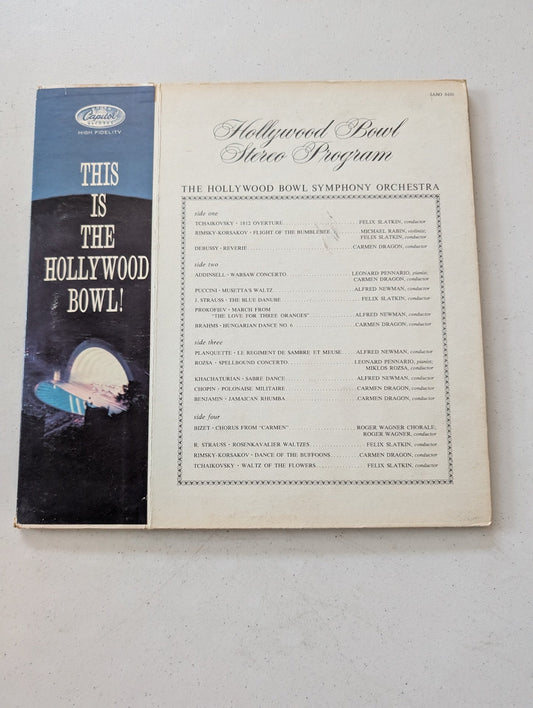 Capitol
RECORDS
HIGH FIDELITY
THIS
IS
THE
HOLLYWOOD
BOWL!
Hollywood Bowl
Stereo Program
THE HOLLYWOOD BOWL SYMPHONY ORCHESTRA
side one
TCHAIKOVSKY · 1812 OVERTURE FELIX SLATKIN, conductor
RIMSKY-KORSAKOV · FLIGHT OF THE BUMBLEBEE MICHAEL RABIN, violinist;
FELIX SLATKIN, conductor
DEBUSSY · REVERIE CARMEN DRAGON, conductor
side two
ADDINSELL · WARSAW CONCERTO LEONARD PENNARIO, pianist;
CARMEN DRAGON, conductor
PUCCINI · MUSETTA'S WALTZ ALFRED NEWMAN, conductor
J. STRAUSS · THE BLUE DANUBE FELIX SLATKIN, conductor
PROKOFIEV · MARCH FROM
"THE LOVE FOR THREE ORANGES" ALFRED NEWMAN, conductor
BRAHMS · HUNGARIAN DANCE NO. 6 CARMEN DRAGON, conductor
side three
PLANQUETTE · LE REGIMENT DE SAMBRE ET MEUSE ALFRED NEWMAN, conductor
ROZSA · SPELLBOUND CONCERTO LEONARD PENNARIO, pianist;
MIKLOS ROZSA, conductor
KHACHATURIAN · SABRE DANCE ALFRED NEWMAN, conductor
CHOPIN · POLONAISE MILITAIRE CARMEN DRAGON, conductor
BENJAMIN · JAMAICAN RHUMBA CARMEN DRAGON, conductor
side four
BIZET · CHORUS FROM "CARMEN" ROGER WAGNER CHORALE;
ROGER WAGNER, conductor
R. STRAUSS · ROSENKAVALIER WALTZES FELIX SLATKIN, conductor
RIMSKY-KORSAKOV · DANCE OF THE BUFFOONS CARMEN DRAGON, conductor
TCHAIKOVSKY · WALTZ OF THE FLOWERS FELIX SLATKIN, conductor